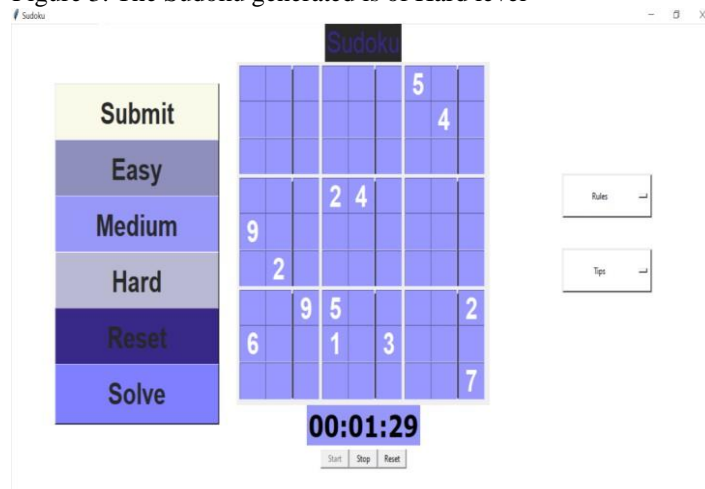 Figure 3: The Sudoku generated is of Hard level
Sudoku
Sudoku
Submit
Easy
Medium
Hard
Reset
Solve
5
4
2 4
9
2
9 5 2
6 1 3
7
Rules
Tips
00:01:29
Start Stop Reset